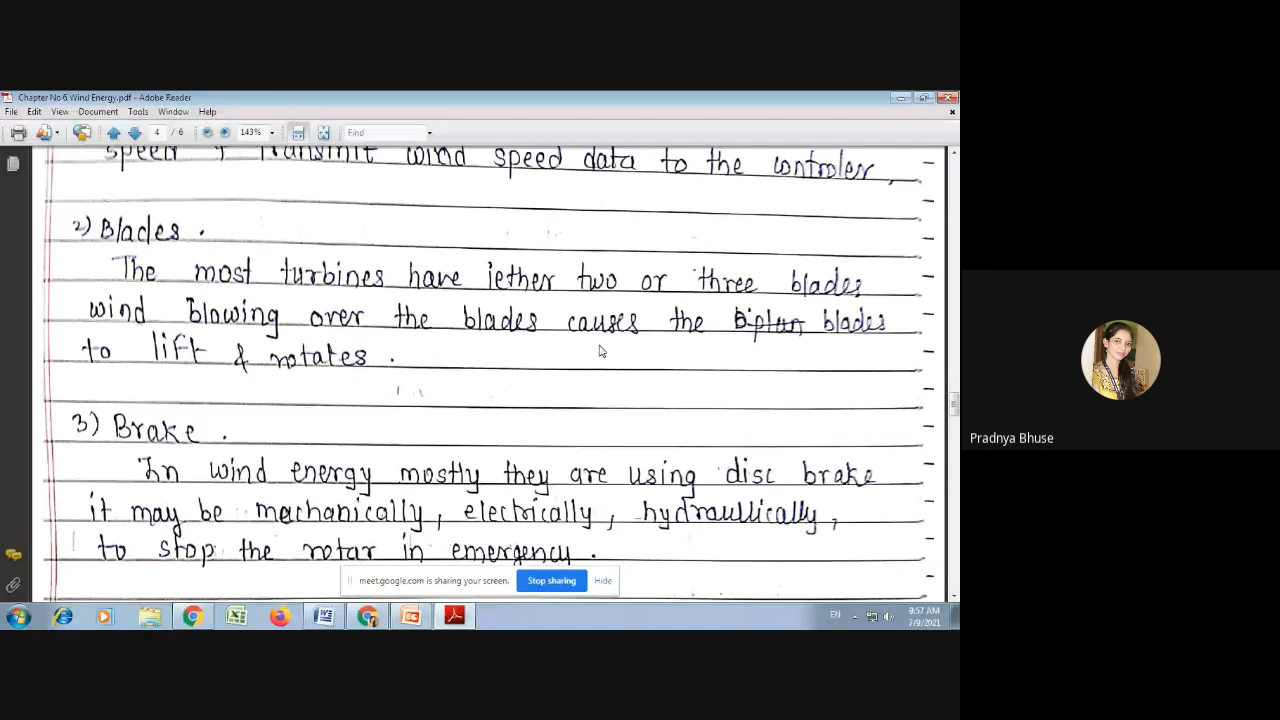 Chapter No 6 Wind Energy.pdf - Adobe Reader
File Edit View Document Tools Window Help
4 / 6 143% Find
speed & Transmit wind speed data to the controler,
2) Blades .
The most turbines have iether two or three blades
wind blowing over the blades causes the blades
to lift & rotates .
3) Brake .
In wind energy mostly they are using disc brake
it may be mechanically, electrically, hydraullically,
to stop the rotar in emergency.
meet.google.com is sharing your screen. Stop sharing Hide
EN 9:57 AM
7/9/2021
Pradnya Bhuse